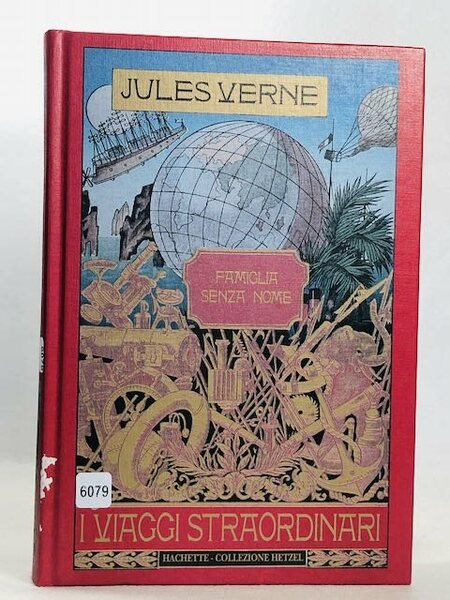 JULES VERNE
FAMIGLIA
SENZA NOME
6079
I VIAGGI STRAORDINARI
HACHETTE - COLLEZIONE HETZEL